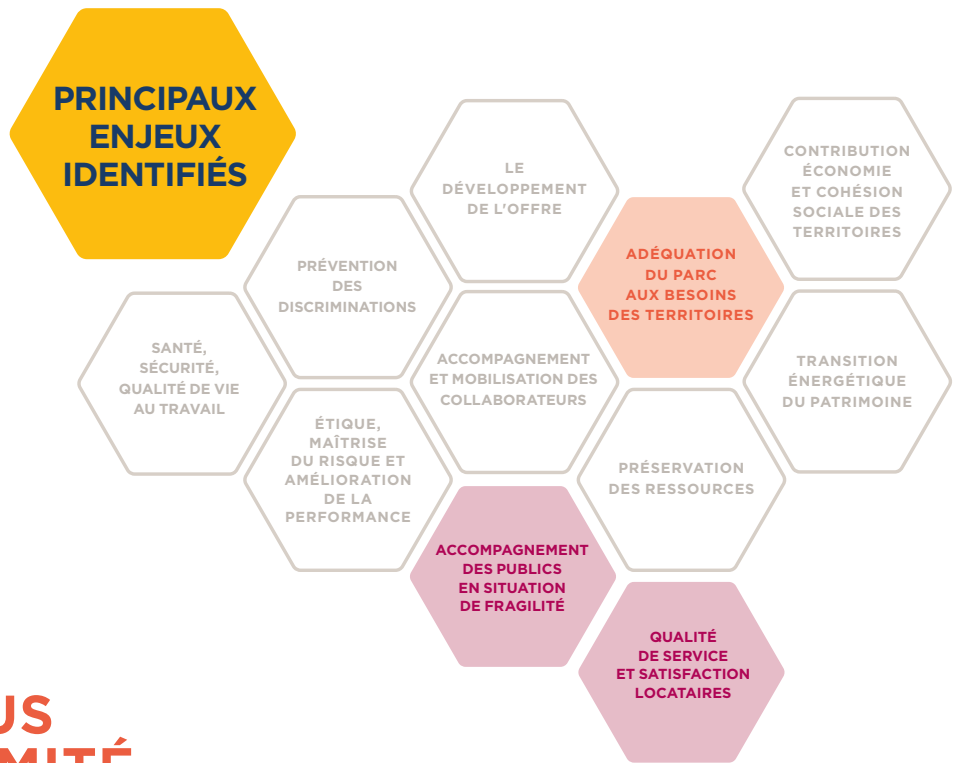 PRINCIPAUX
ENJEUX
IDENTIFIÉS
LE
DÉVELOPPEMENT
DE L'OFFRE
CONTRIBUTION
ÉCONOMIE
ET COHÉSION
SOCIALE DES
TERRITOIRES
PRÉVENTION
DES
DISCRIMINATIONS
ADÉQUATION
DU PARC
AUX BESOINS
DES TERRITOIRES
SANTÉ,
SÉCURITÉ,
QUALITÉ DE VIE
AU TRAVAIL
ACCOMPAGNEMENT
ET MOBILISATION DES
COLLABORATEURS
TRANSITION
ÉNERGÉTIQUE
DU PATRIMOINE
ÉTIQUE,
MAÎTRISE
DU RISQUE ET
AMÉLIORATION
DE LA
PERFORMANCE
PRÉSERVATION
DES RESSOURCES
ACCOMPAGNEMENT
DES PUBLICS
EN SITUATION
DE FRAGILITÉ
QUALITÉ
DE SERVICE
ET SATISFACTION
LOCATAIRES